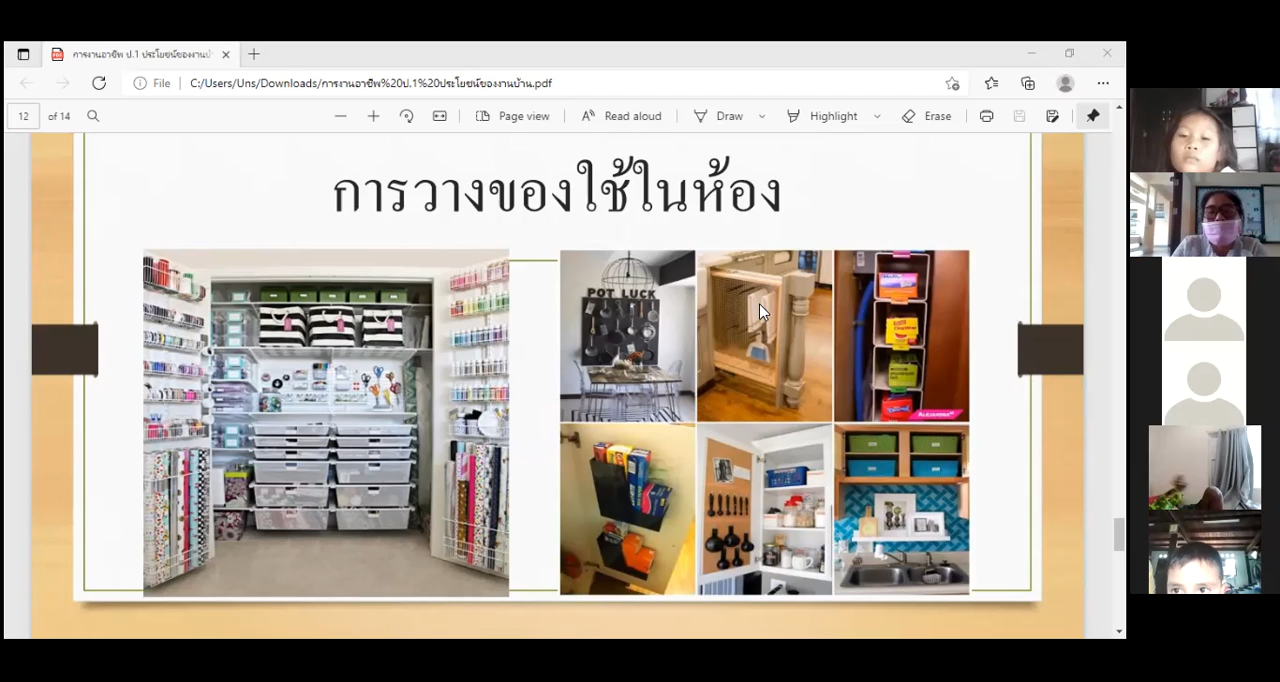 การงานอาชีพ ป.1 ประโยชน์ของงานบ้
File
C:/Users/Uns/Downloads/การงานอาชีพ%20ป.1%20ประโยชน์ของงานบ้าน.pdf
12 of 14
Page view
Read aloud
Draw
Highlight
Erase
การวางของใช้ในห้อง
POT LUCK
ALEJANDRA